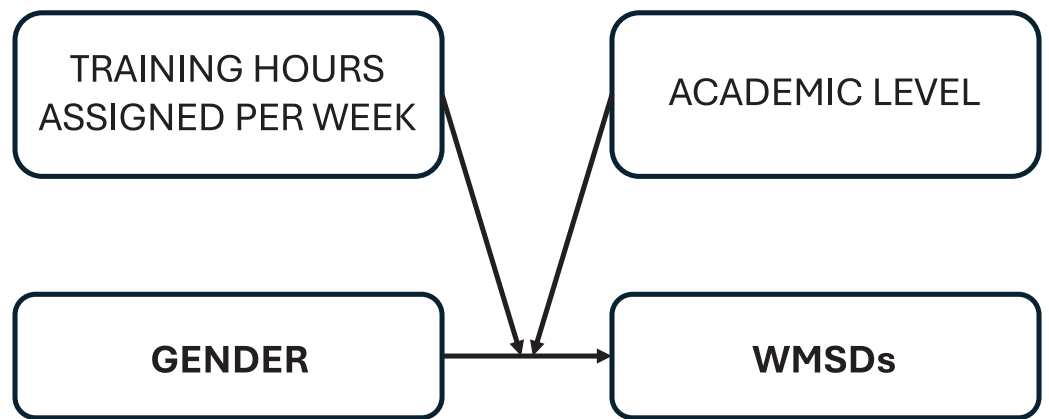 TRAINING HOURS
ASSIGNED PER WEEK
ACADEMIC LEVEL
GENDER
WMSDs